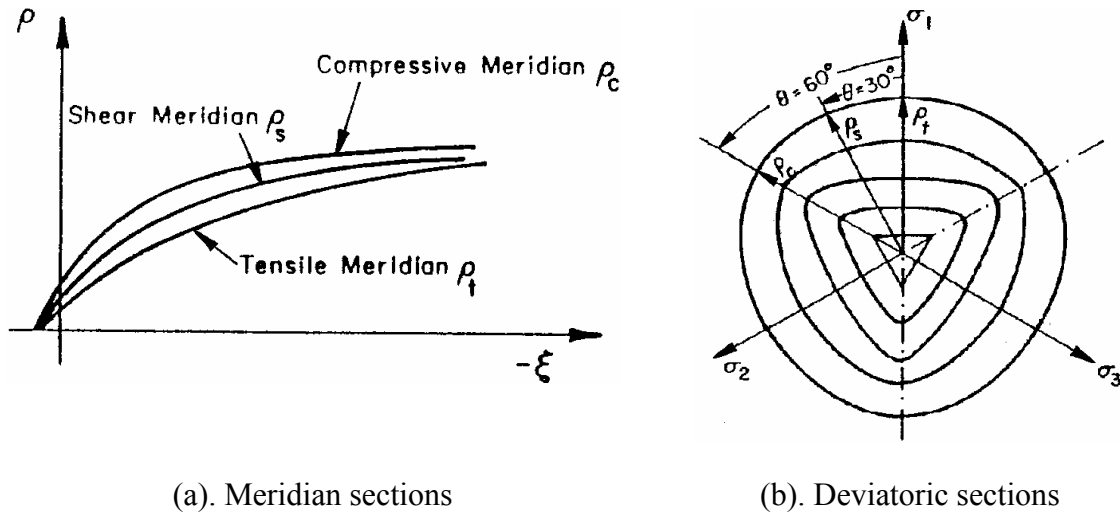 ρ
Compressive Meridian ρc
Shear Meridian ρs
Tensile Meridian ρt
-ξ
σ1
θ=60°
θ=30°
ρt
ρs
ρc
σ2
σ3
(a). Meridian sections
(b). Deviatoric sections